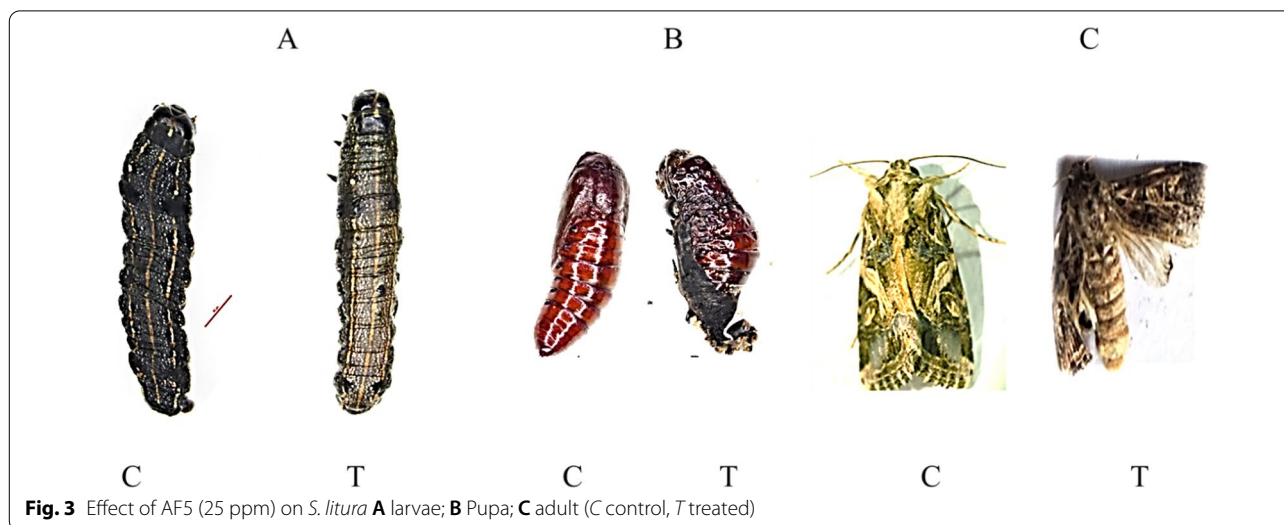 A B C
C T C T C T
Fig. 3 Effect of AF5 (25 ppm) on S. litura A larvae; B Pupa; C adult (C control, T treated)